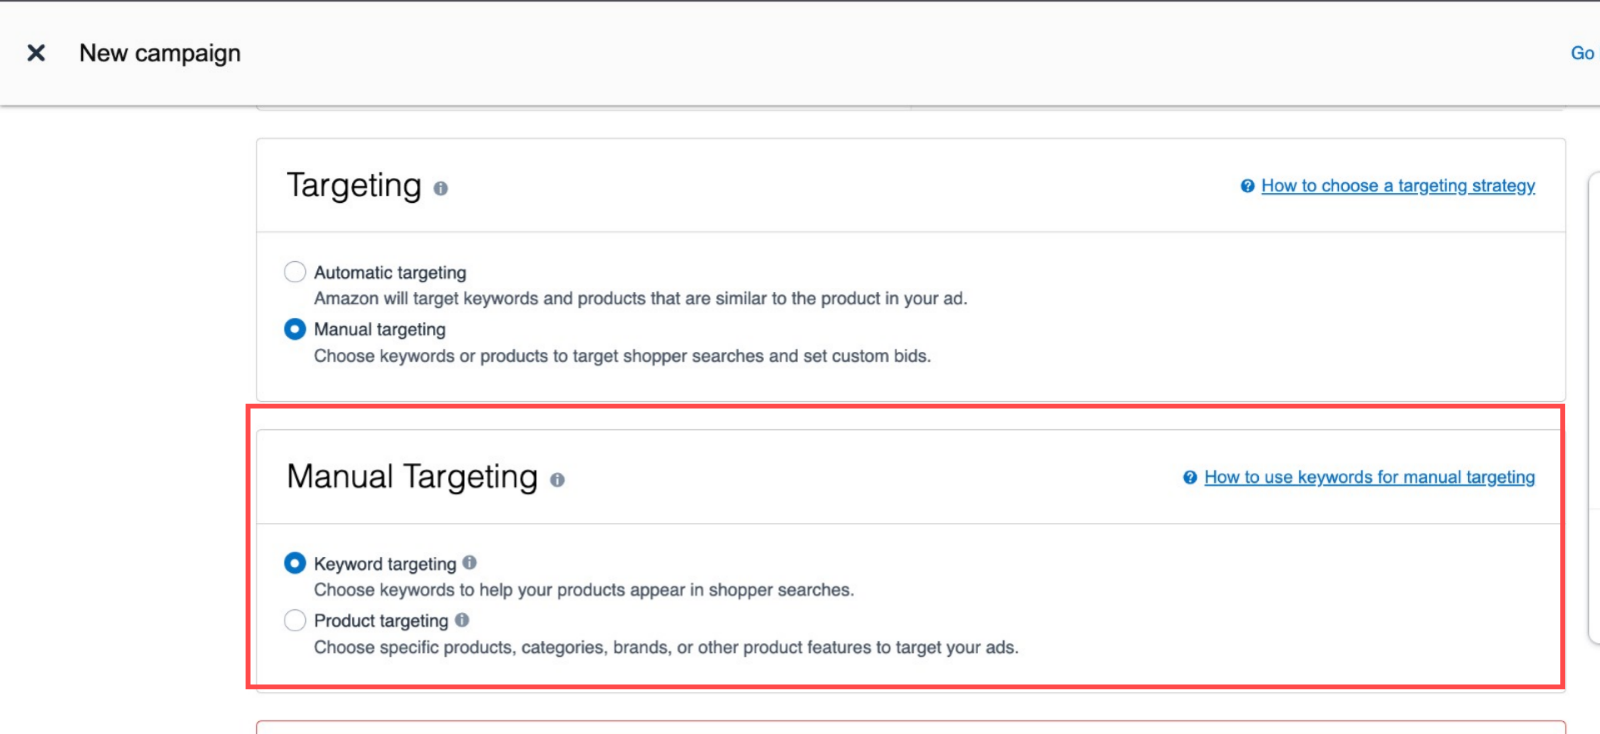 New campaign
Go
Targeting
How to choose a targeting strategy
Automatic targeting
Amazon will target keywords and products that are similar to the product in your ad.
Manual targeting
Choose keywords or products to target shopper searches and set custom bids.
Manual Targeting
How to use keywords for manual targeting
Keyword targeting
Choose keywords to help your products appear in shopper searches.
Product targeting
Choose specific products, categories, brands, or other product features to target your ads.